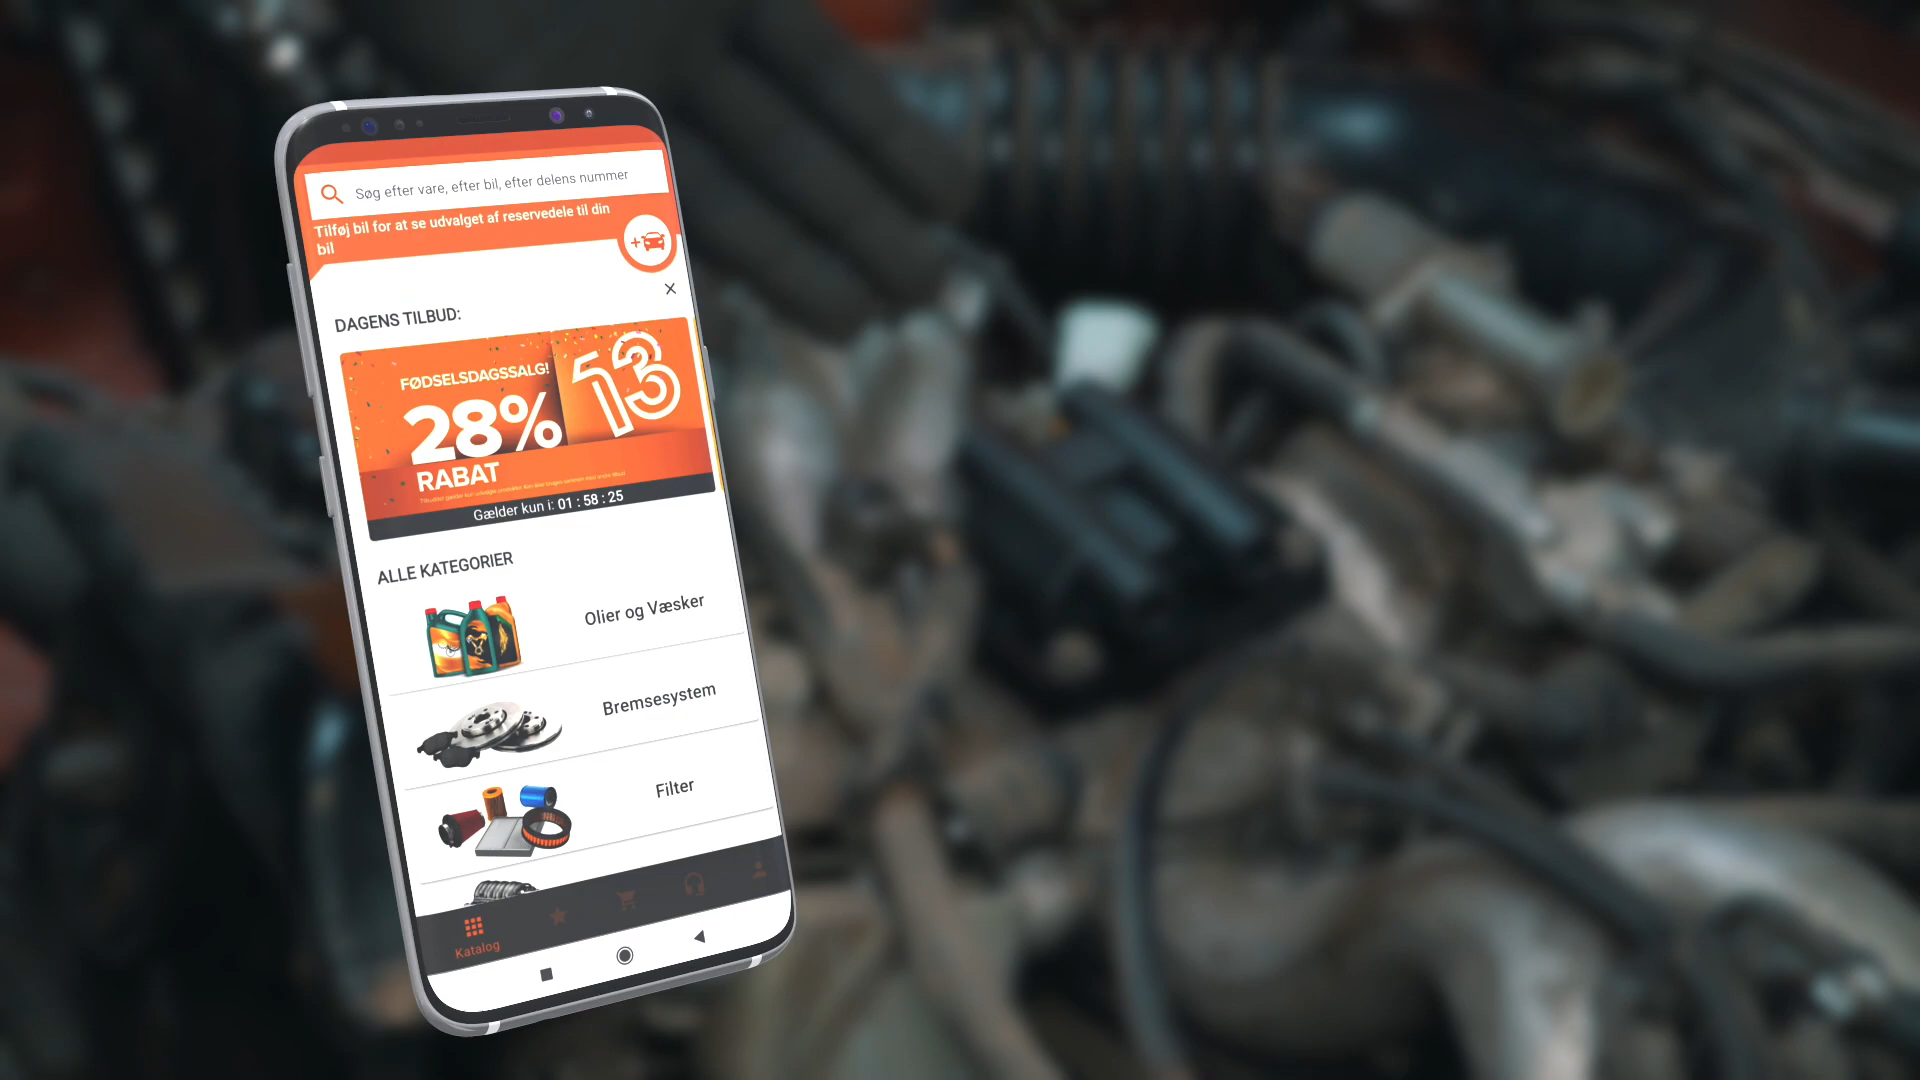 Søg efter vare, efter bil, efter delens nummer
Tilføj bil for at se udvalget af reservedele til din
bil
DAGENS TILBUD:
FØDSELSDAGSSALG!
13
28%
RABAT
Gælder kun i: 01 : 58 : 25
ALLE KATEGORIER
Olier og Væsker
Bremsesystem
Filter
Katalog